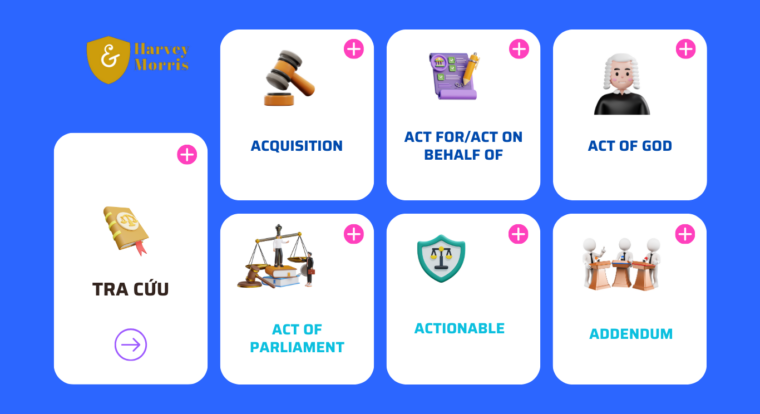 &
Harvey
Morris
ACQUISITION
ACT FOR/ACT ON
BEHALF OF
ACT OF GOD
TRA CỨU
ACT OF
PARLIAMENT
ACTIONABLE
ADDENDUM